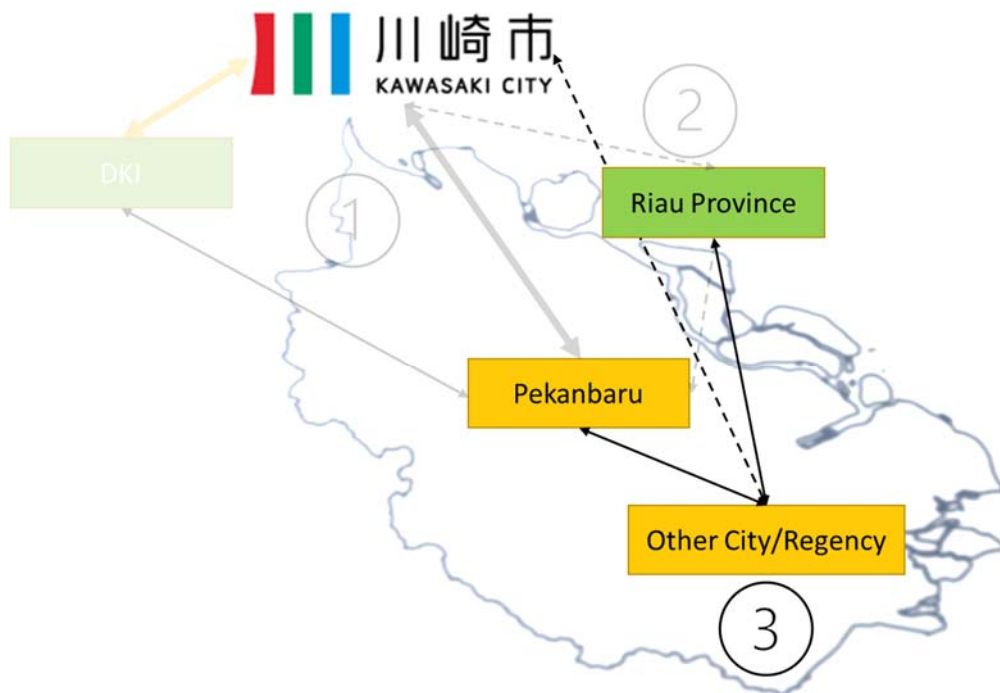 川崎市
KAWASAKI CITY
②
DKI
Riau Province
①
Pekanbaru
Other City/Regency
③